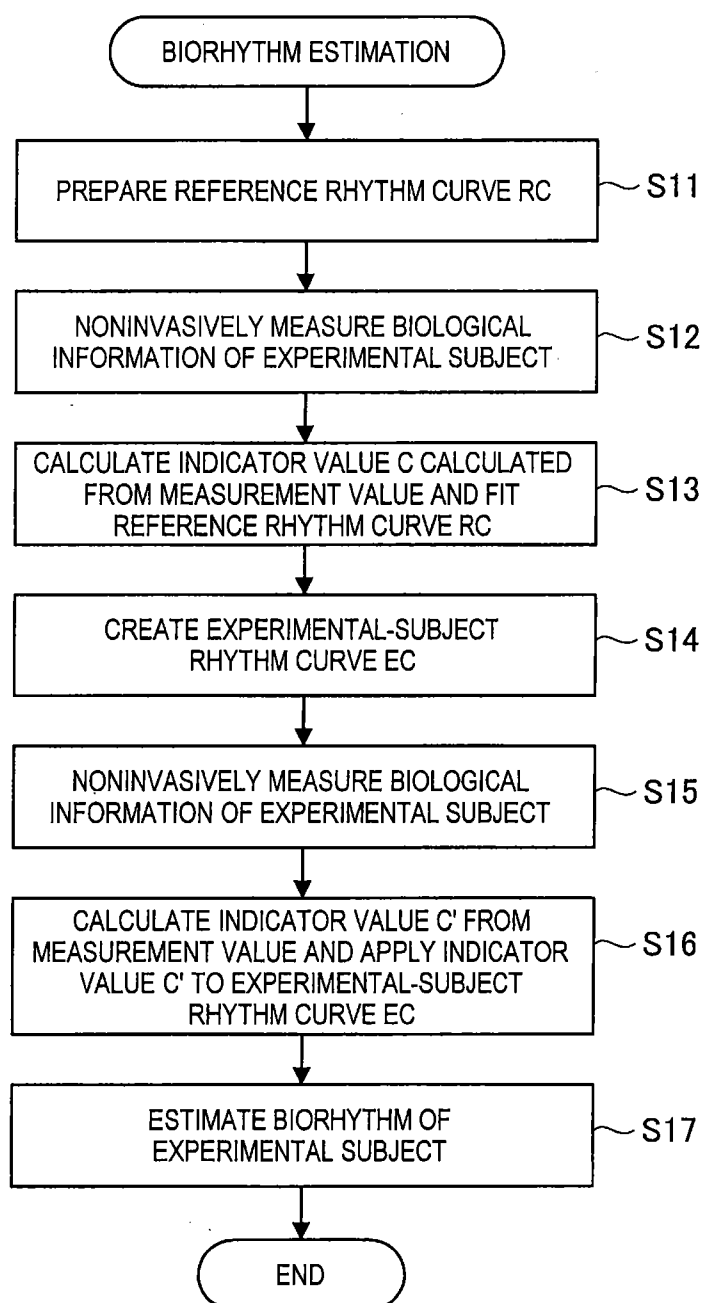 BIORHYTHM ESTIMATION
PREPARE REFERENCE RHYTHM CURVE RC
S11
NONINVASIVELY MEASURE BIOLOGICAL
INFORMATION OF EXPERIMENTAL SUBJECT
S12
CALCULATE INDICATOR VALUE C CALCULATED
FROM MEASUREMENT VALUE AND FIT
REFERENCE RHYTHM CURVE RC
S13
CREATE EXPERIMENTAL-SUBJECT
RHYTHM CURVE EC
S14
NONINVASIVELY MEASURE BIOLOGICAL
INFORMATION OF EXPERIMENTAL SUBJECT
S15
CALCULATE INDICATOR VALUE C' FROM
MEASUREMENT VALUE AND APPLY INDICATOR
VALUE C' TO EXPERIMENTAL-SUBJECT
RHYTHM CURVE EC
S16
ESTIMATE BIORHYTHM OF
EXPERIMENTAL SUBJECT
S17
END